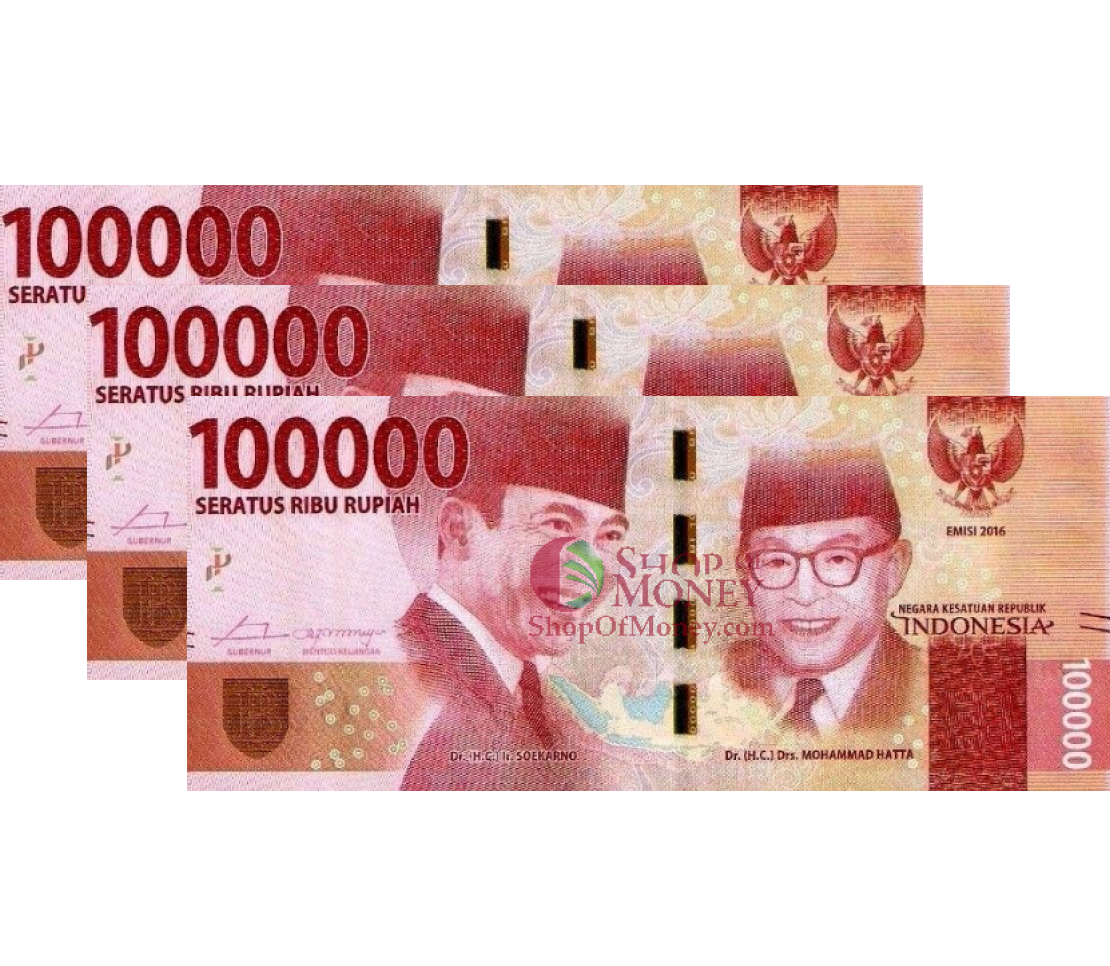 100000
SERATU
GUBERNUR
100000
SERATUS RIBU RUPIAH
GUBERNUR
100000
SERATUS RIBU RUPIAH
EMISI 2016
SHOP OF
MONEY
ShopOfMoney.com
NEGARA KESATUAN REPUBLIK
INDONESIA
GUBERNUR
MENTERI KEUANGAN
100000
Dr. (H.C.) Ir. SOEKARNO
Dr. (H.C.) Drs. MOHAMMAD HATTA